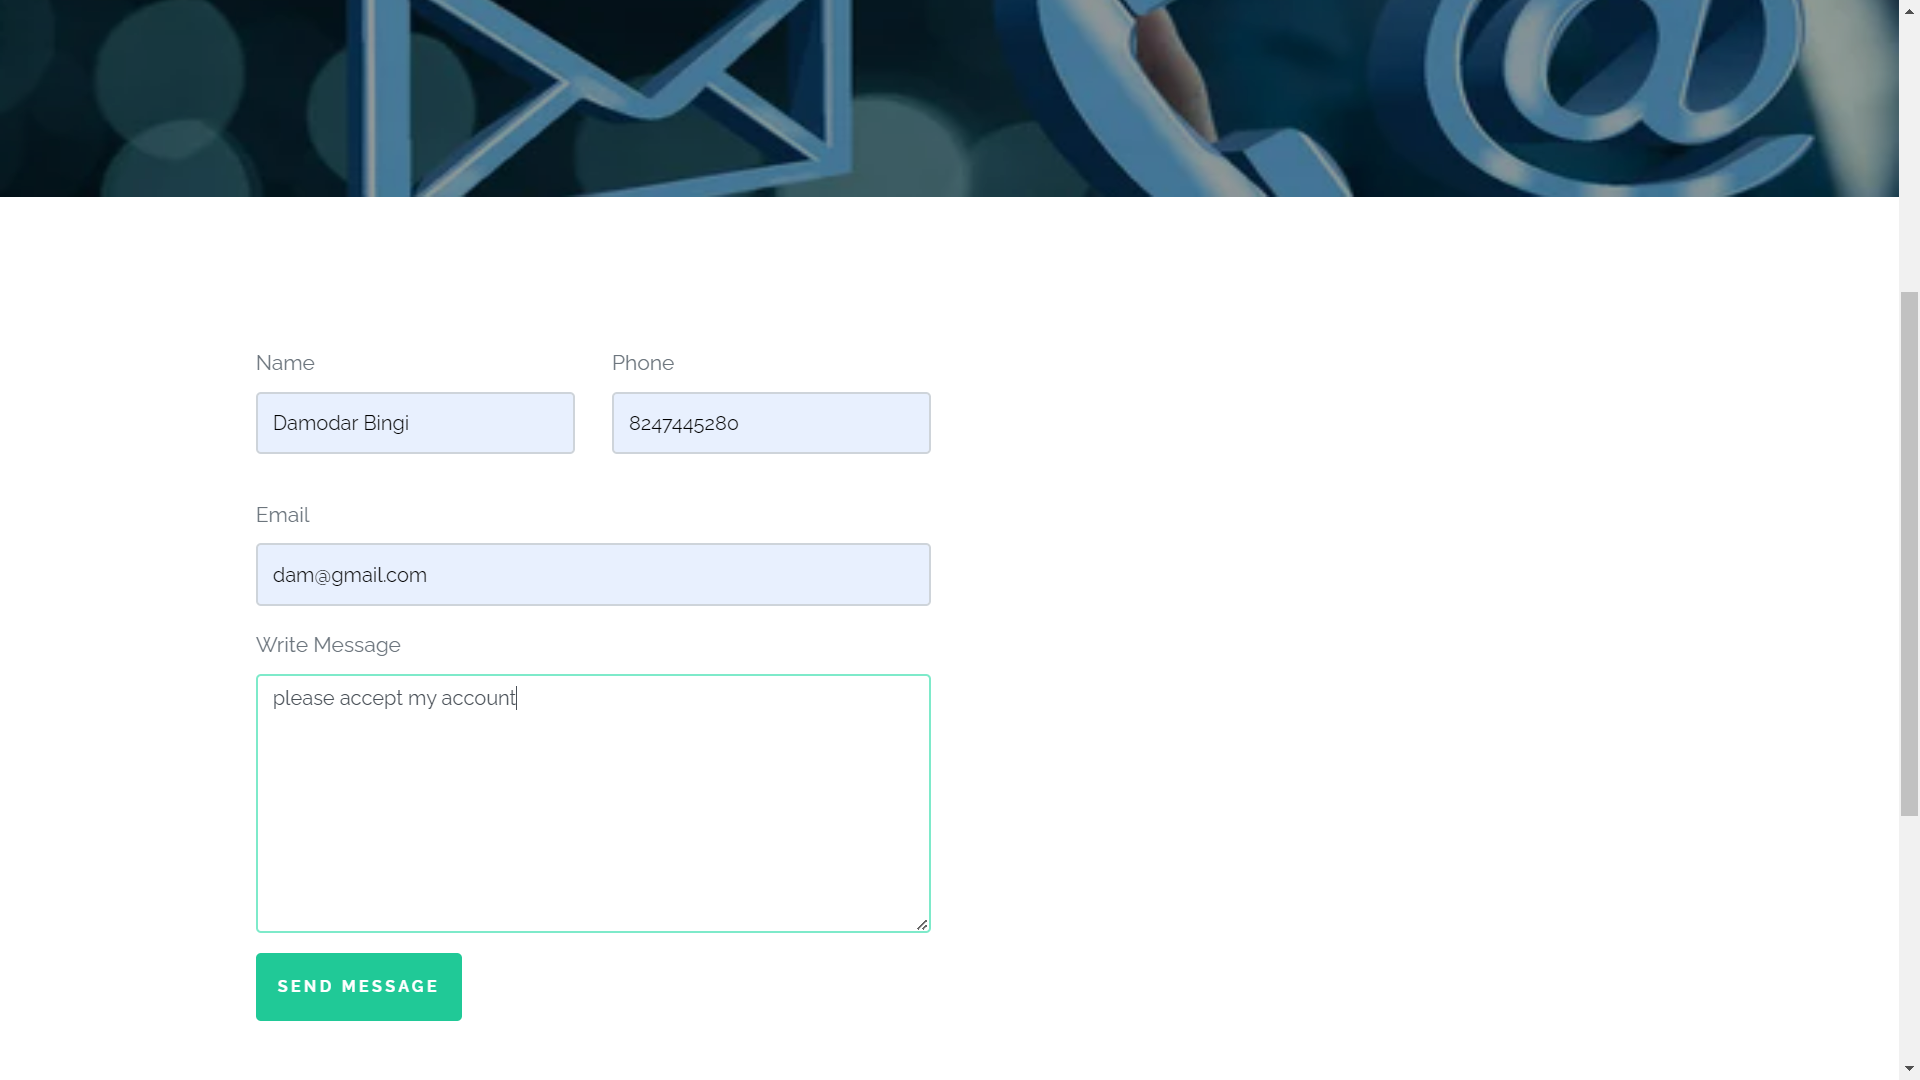 Name
Phone
Damodar Bingi
8247445280
Email
dam@gmail.com
Write Message
please accept my account
SEND MESSAGE